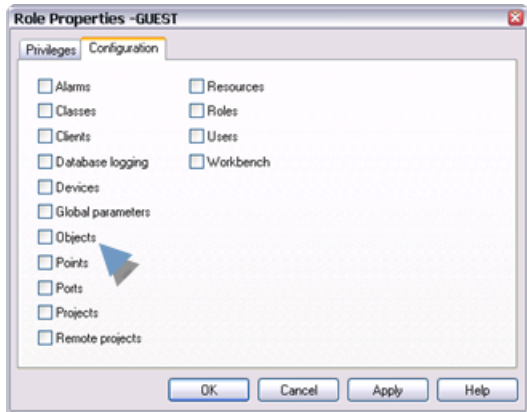 Role Properties -GUEST
Privileges Configuration
Alarms
Classes
Clients
Database logging
Devices
Global parameters
Objects
Points
Ports
Projects
Remote projects
Resources
Roles
Users
Workbench
OK Cancel Apply Help